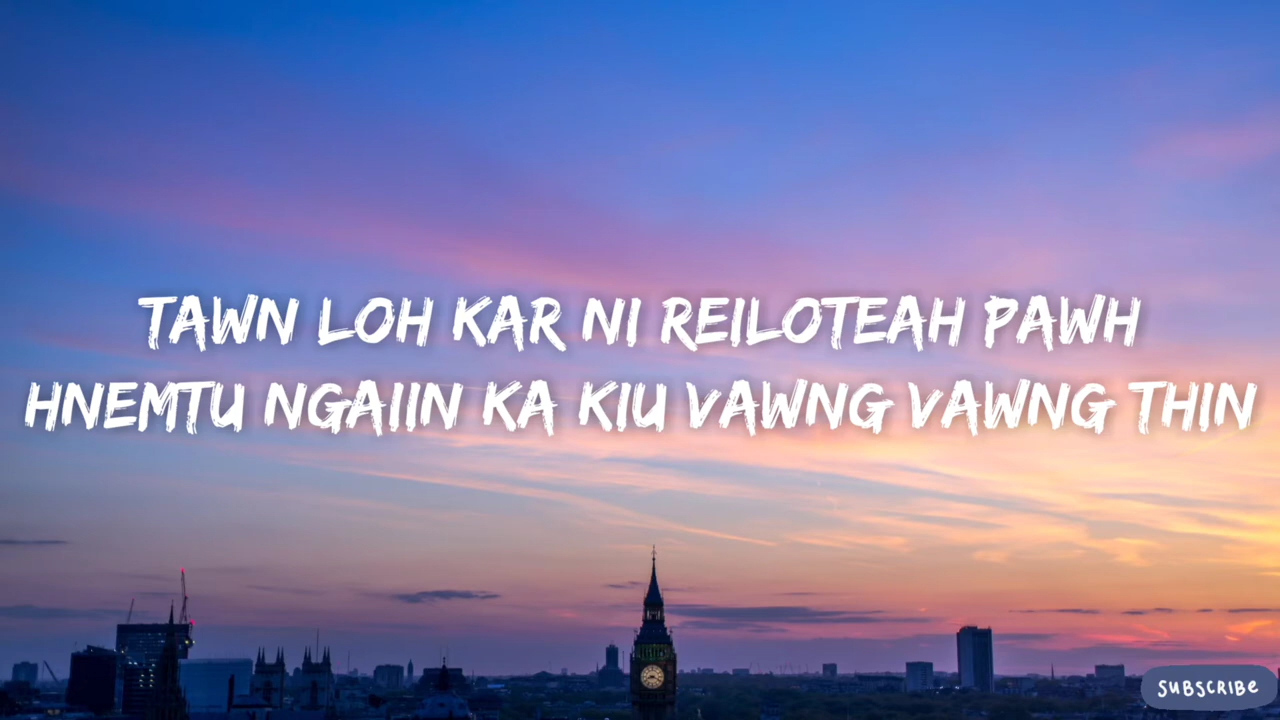 TAWN LOH KAR NI REILOTEAH PAWH
HNEMTU NGAIIN KA KIU VAWNG VAWNG THIN
SUBSCRIBE